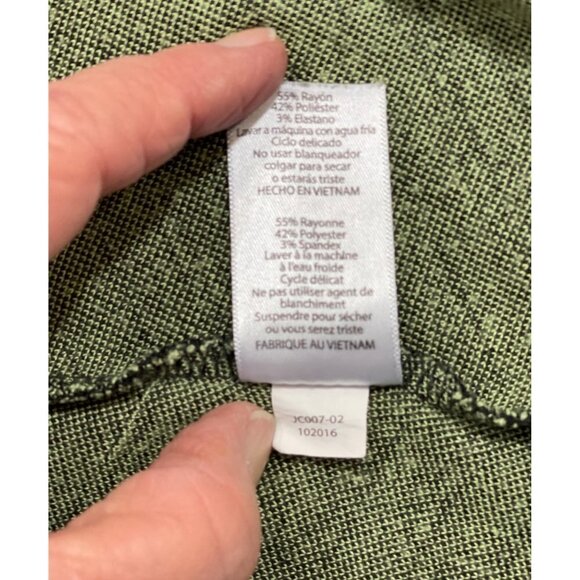 55% Rayón
42% Poliéster
3% Elastano
Lavar a máquina con agua fría
Ciclo delicado
No usar blanqueador
colgar para secar
o estarás triste
HECHO EN VIETNAM
55% Rayonne
42% Polyester
3% Spandex
Laver à la machine
à l'eau froide
Cycle délicat
Ne pas utiliser agent de
blanchiment
Suspendre pour sécher
ou vous serez triste
FABRIQUE AU VIETNAM
JC007-02
102016